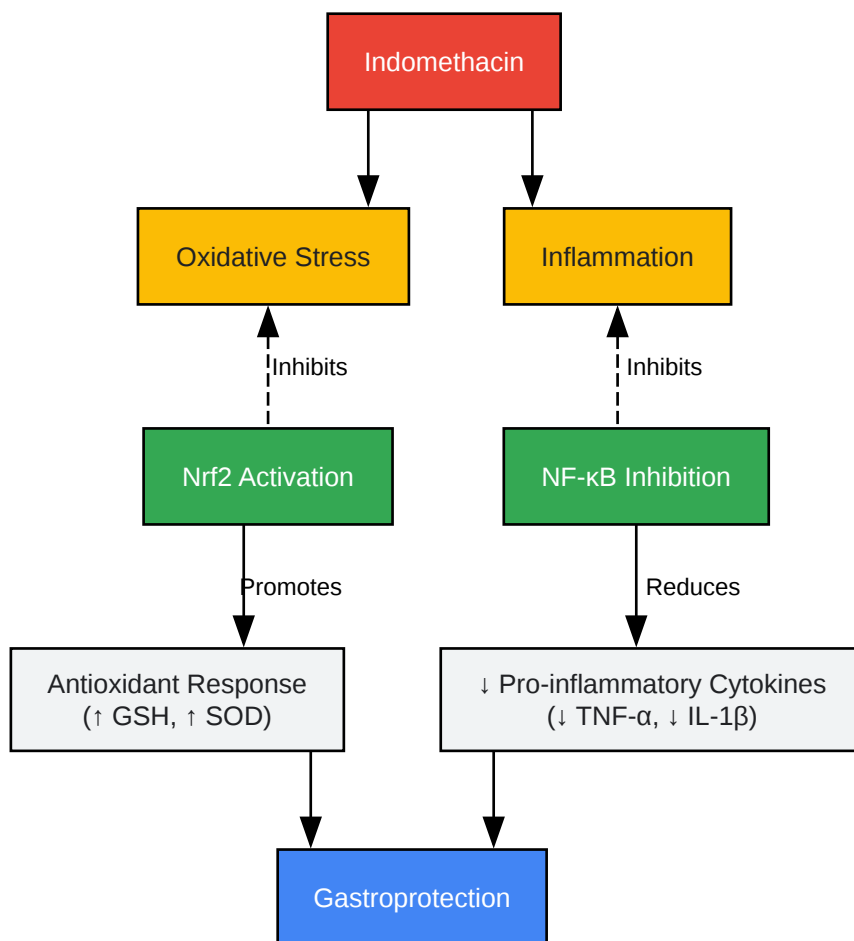 Indomethacin
Oxidative Stress
Inflammation
Inhibits
Inhibits
Nrf2 Activation
NF-κB Inhibition
Promotes
Reduces
Antioxidant Response
(↑ GSH, ↑ SOD)
↓ Pro-inflammatory Cytokines
(↓ TNF-α, ↓ IL-1β)
Gastroprotection